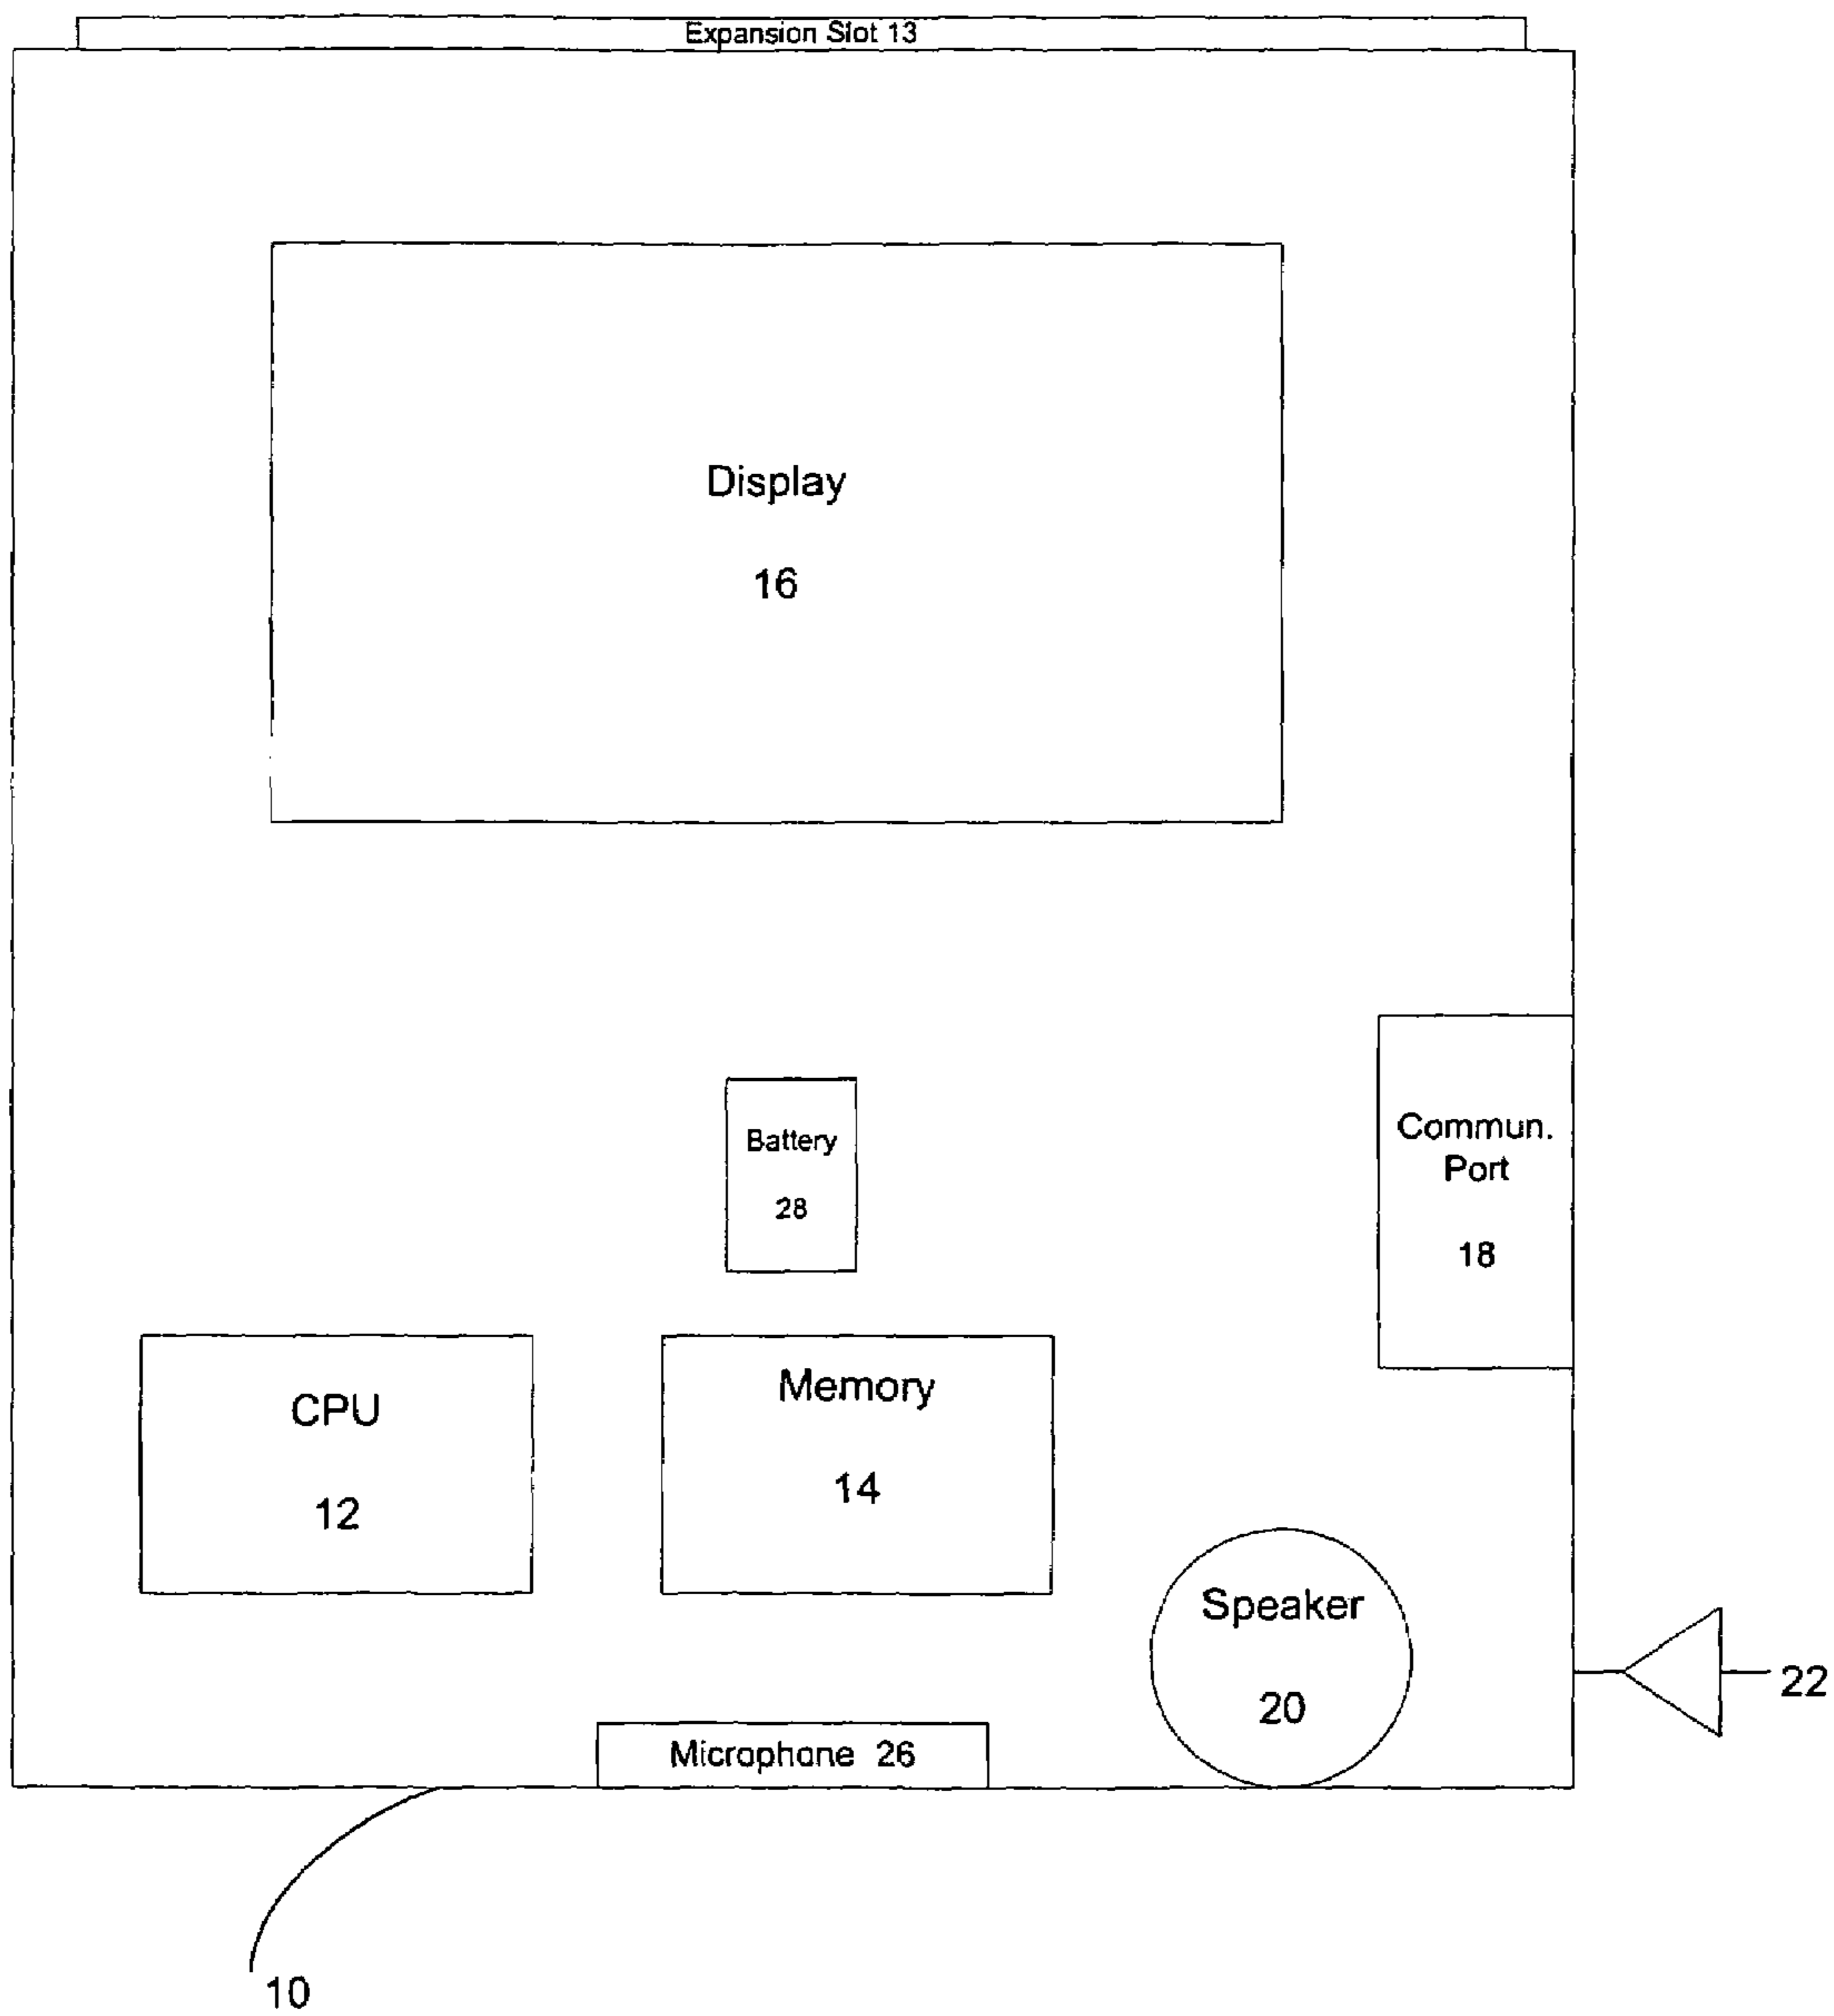 Expansion Slot 13
Display
16
Battery
28
Commun.
Port
18
CPU
12
Memory
14
Speaker
20
22
Microphone 26
10